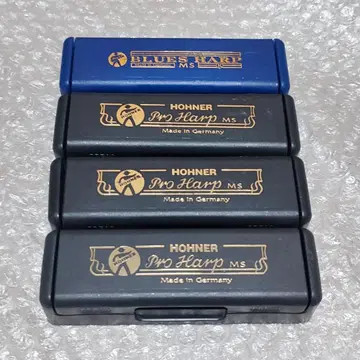 BLUES HARP
MS
HOHNER
Pro Harp MS
Made in Germany
HOHNER
Pro Harp MS
Made in Germany
HOHNER
Pro Harp MS
Made in Germany